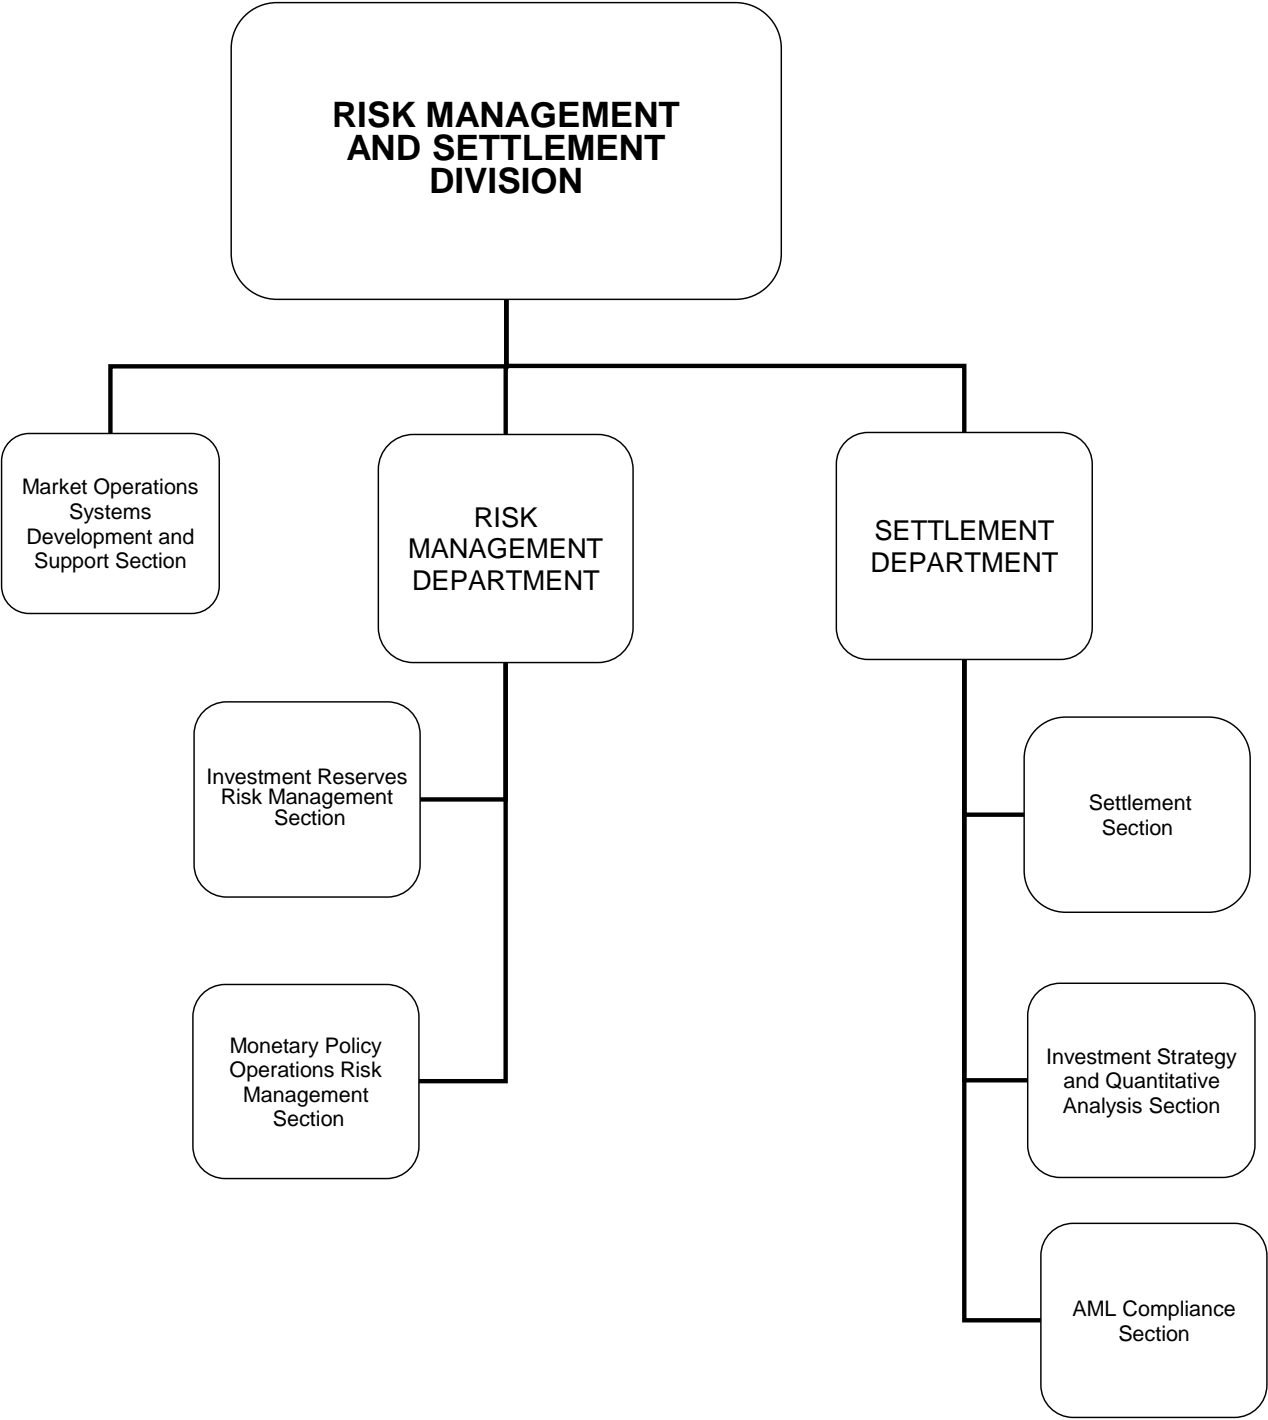 RISK MANAGEMENT
AND SETTLEMENT
DIVISION
Market Operations
Systems
Development and
Support Section
RISK
MANAGEMENT
DEPARTMENT
SETTLEMENT
DEPARTMENT
Investment Reserves
Risk Management
Section
Settlement
Section
Monetary Policy
Operations Risk
Management
Section
Investment Strategy
and Quantitative
Analysis Section
AML Compliance
Section